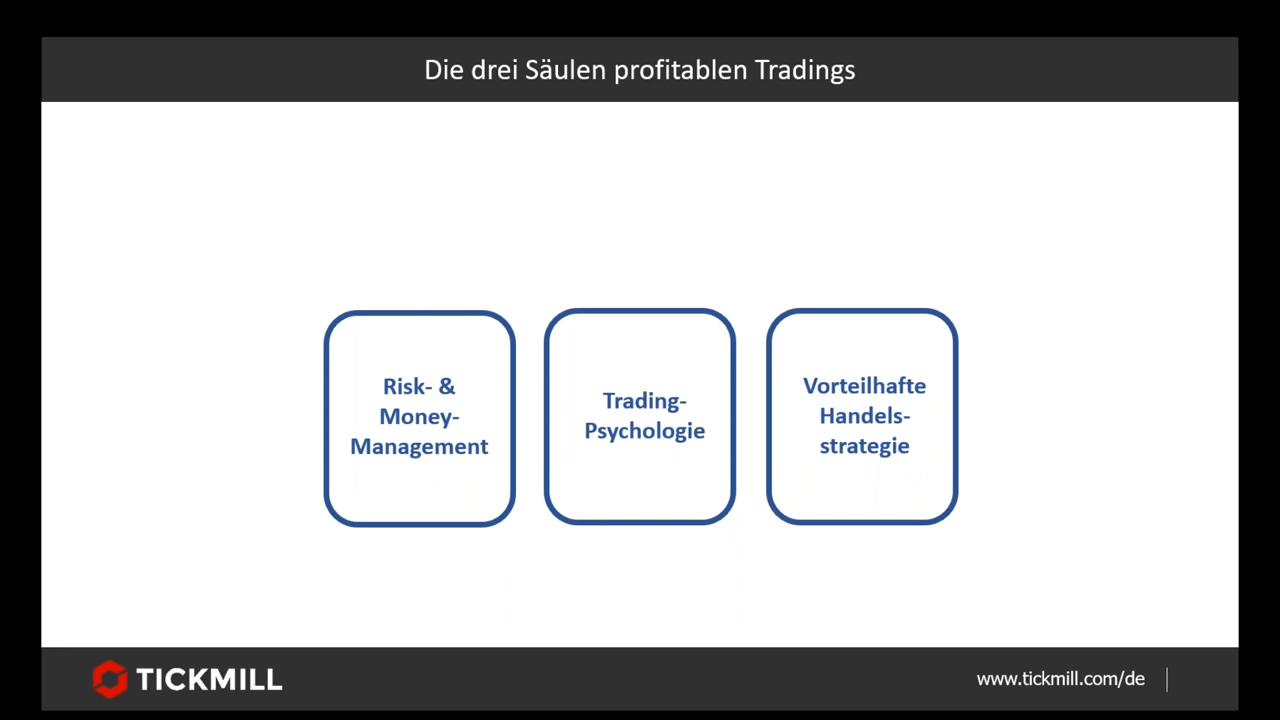 Die drei Säulen profitablen Tradings
Risk- &
Money-
Management
Trading-
Psychologie
Vorteilhafte
Handels-
strategie
TICKMILL
www.tickmill.com/de